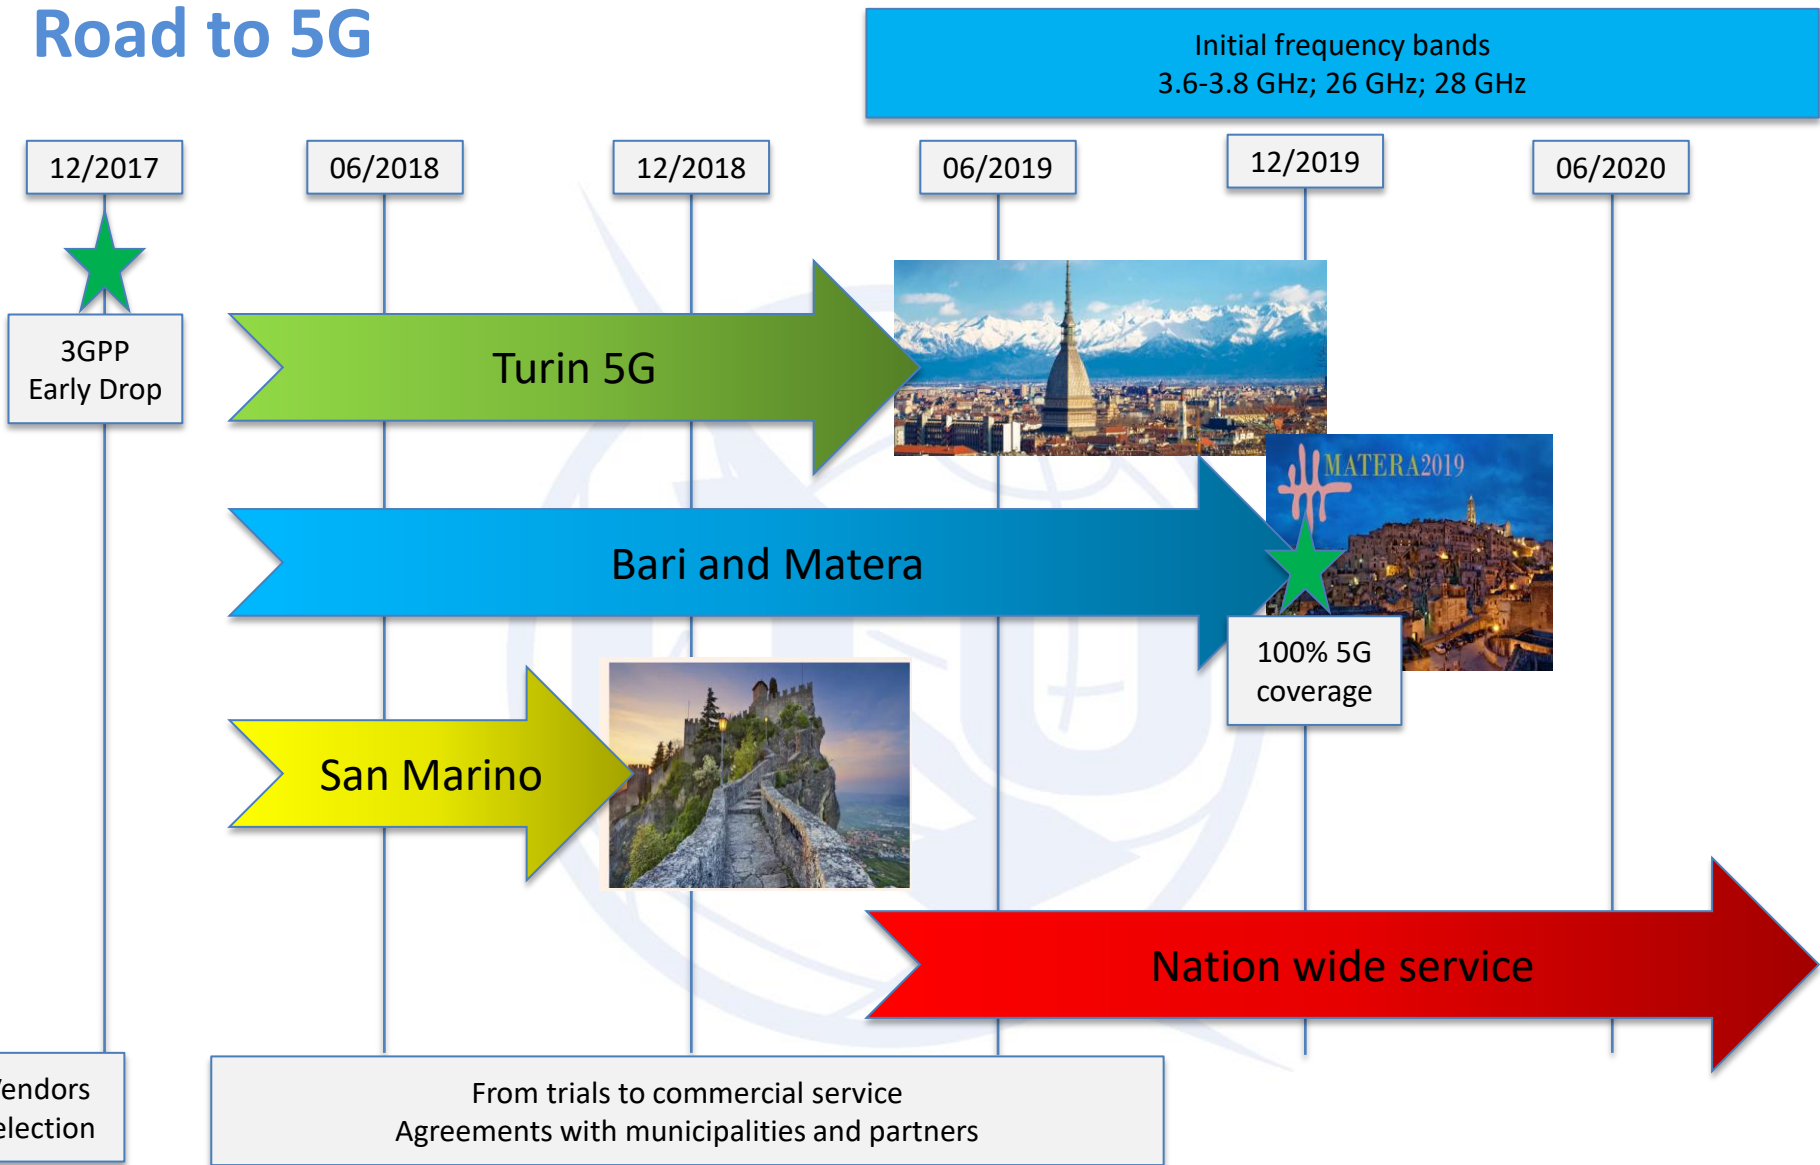 Road to 5G
Initial frequency bands
3.6-3.8 GHz; 26 GHz; 28 GHz
12/2017
06/2018
12/2018
06/2019
12/2019
06/2020
3GPP
Early Drop
Turin 5G
MATERA2019
Bari and Matera
100% 5G
coverage
San Marino
Nation wide service
endors
election
From trials to commercial service
Agreements with municipalities and partners